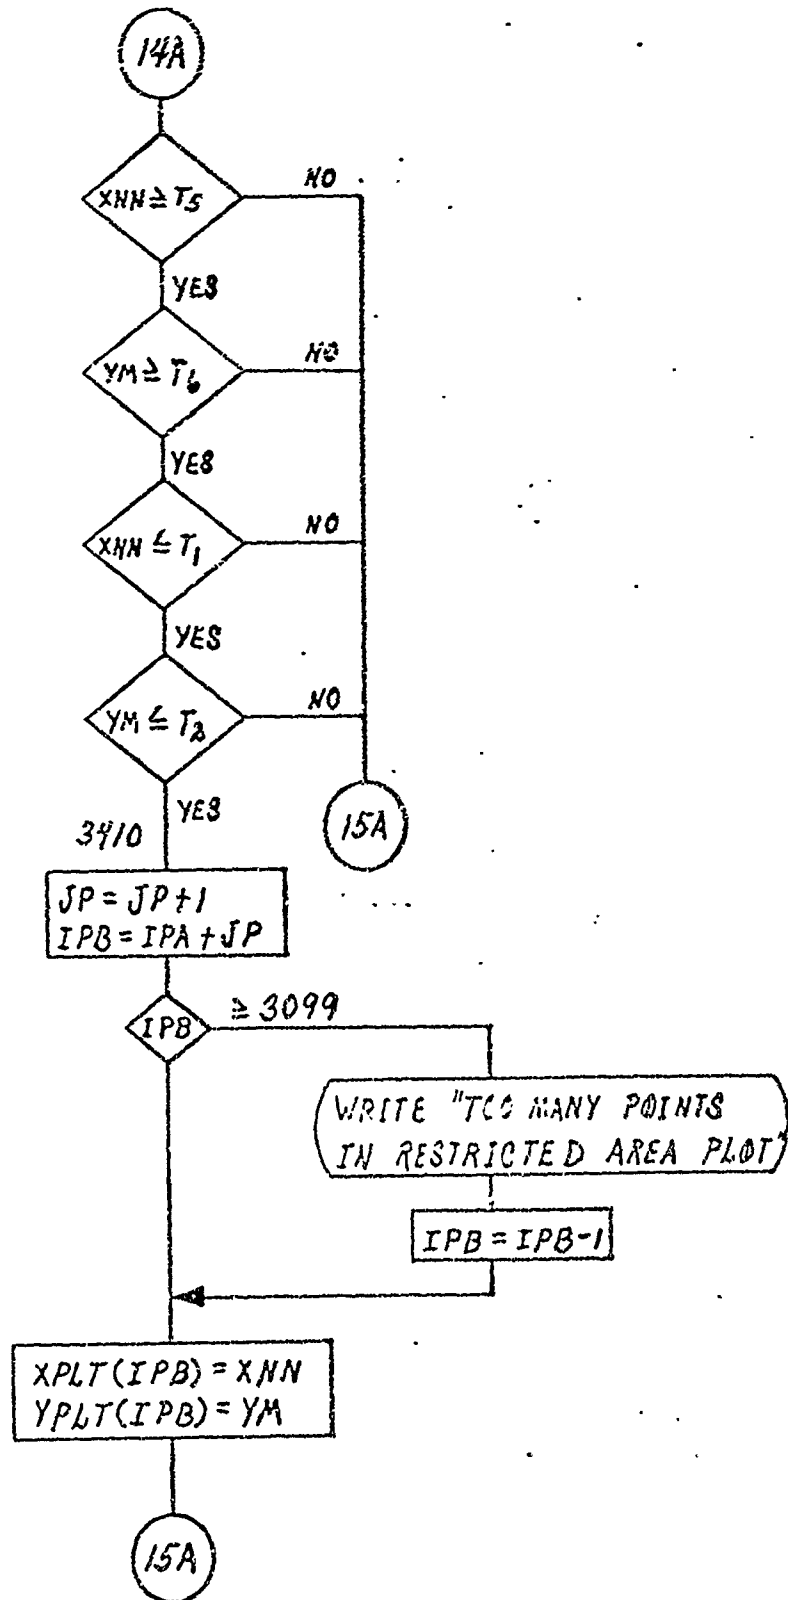 14A
XNN ≧ T5
NO
YES
YM ≧ T6
NO
YES
XNN ≦ T1
NO
YES
YM ≦ T2
NO
YES
15A
3410
JP = JP+1
IPB = IPA + JP
IPB
≧ 3099
WRITE "TOO MANY POINTS
IN RESTRICTED AREA PLOT"
IPB = IPB-1
XPLT(IPB) = XNN
YPLT(IPB) = YM
15A